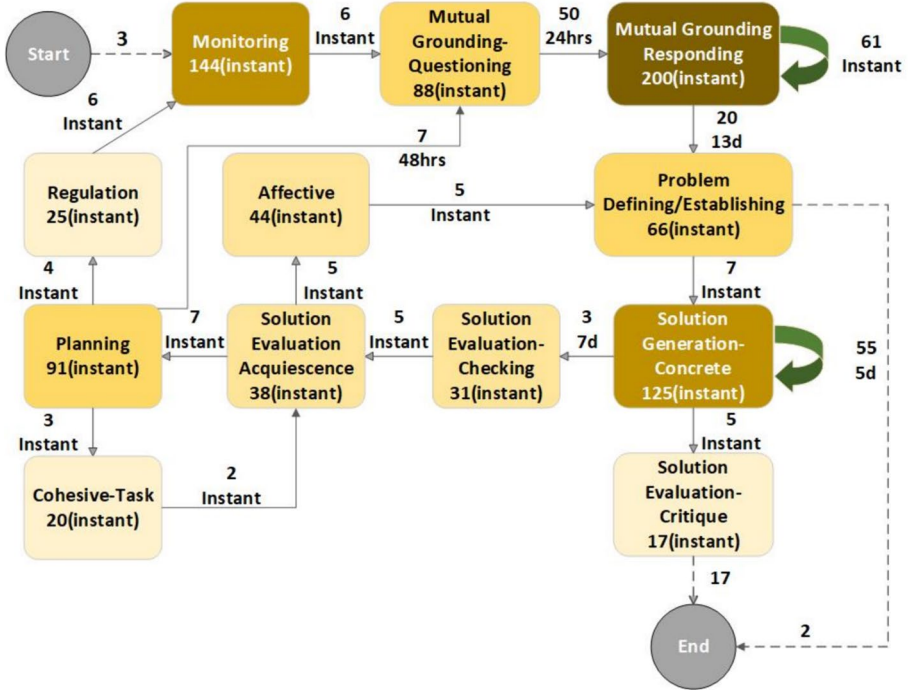 Start
3
Monitoring
144(instant)
6
Instant
Mutual
Grounding-
Questioning
88(instant)
50
24hrs
Mutual Grounding
Responding
200(instant)
61
Instant
6
Instant
7
48hrs
20
13d
Regulation
25(instant)
Affective
44(instant)
5
Instant
Problem
Defining/Establishing
66(instant)
4
Instant
5
Instant
7
Instant
Planning
91(instant)
7
Instant
Solution
Evaluation
Acquiescence
38(instant)
5
Instant
Solution
Evaluation-
Checking
31(instant)
3
7d
Solution
Generation-
Concrete
125(instant)
55
5d
3
Instant
5
Instant
Cohesive-Task
20(instant)
2
Instant
Solution
Evaluation-
Critique
17(instant)
17
End
2